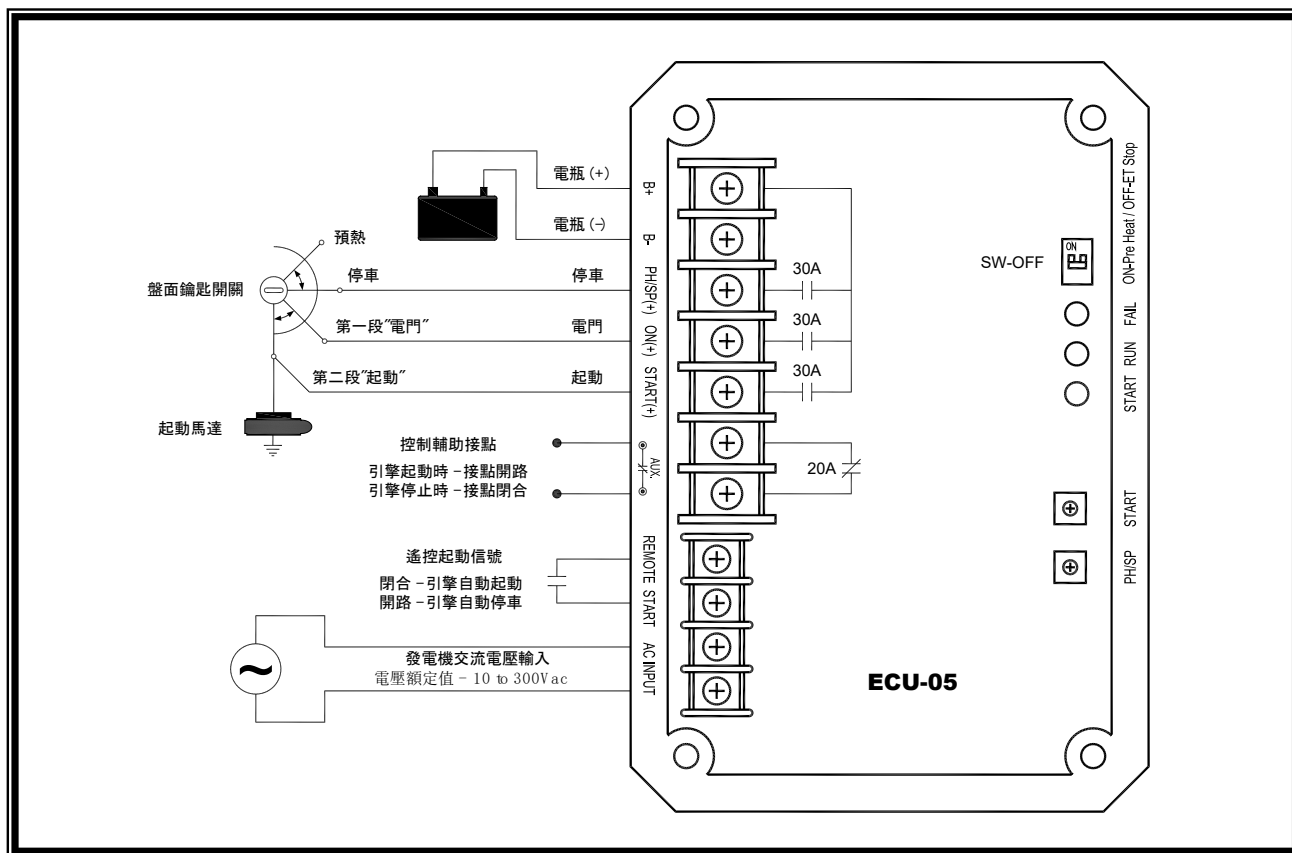 電瓶 (+)
電瓶 (-)
預熱
停車
停車
盤面鑰匙開關
第一段"電門"
電門
第二段"起動"
起動
起動馬達
控制輔助接點
引擎起動時 - 接點開路
引擎停止時 - 接點閉合
遙控起動信號
閉合 - 引擎自動起動
開路 - 引擎自動停車
發電機交流電壓輸入
電壓額定值 - 10 to 300Vac
B+
B-
PH/SP(+)
ON(+)
START(+)
AUX.
REMOTE START
AC INPUT
30A
30A
30A
20A
SW-OFF
ON
ON-Pre Heat / OFF-ET Stop
FAIL
RUN
START
START
PH/SP
ECU-05